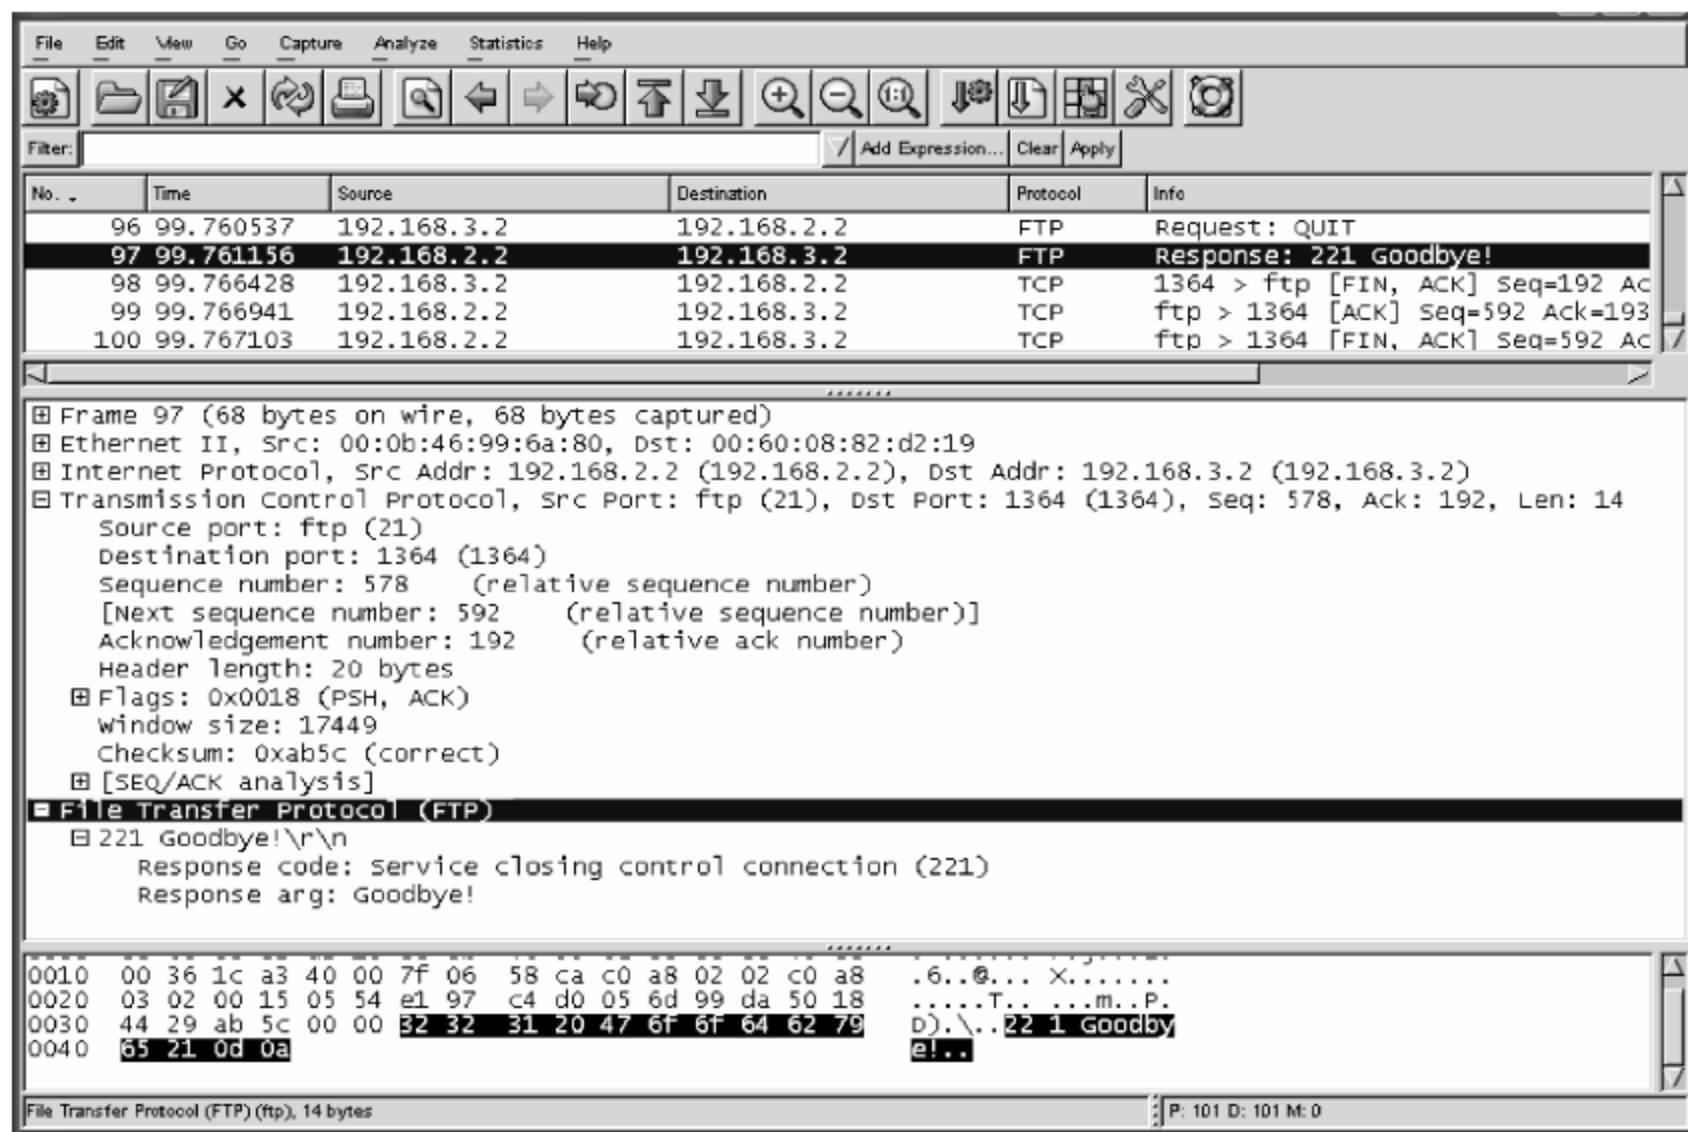 File Edit View Go Capture Analyze Statistics Help
Filter: Add Expression... Clear Apply
No. Time Source Destination Protocol Info
96 99.760537 192.168.3.2 192.168.2.2 FTP Request: QUIT
97 99.761156 192.168.2.2 192.168.3.2 FTP Response: 221 Goodbye!
98 99.766428 192.168.3.2 192.168.2.2 TCP 1364 > ftp [FIN, ACK] Seq=192 Ac
99 99.766941 192.168.2.2 192.168.3.2 TCP ftp > 1364 [ACK] Seq=592 Ack=193
100 99.767103 192.168.2.2 192.168.3.2 TCP ftp > 1364 [FIN, ACK] Seq=592 Ac
Frame 97 (68 bytes on wire, 68 bytes captured)
Ethernet II, Src: 00:0b:46:99:6a:80, Dst: 00:60:08:82:d2:19
Internet Protocol, Src Addr: 192.168.2.2 (192.168.2.2), Dst Addr: 192.168.3.2 (192.168.3.2)
Transmission Control Protocol, Src Port: ftp (21), Dst Port: 1364 (1364), Seq: 578, Ack: 192, Len: 14
Source port: ftp (21)
Destination port: 1364 (1364)
Sequence number: 578 (relative sequence number)
[Next sequence number: 592 (relative sequence number)]
Acknowledgement number: 192 (relative ack number)
Header length: 20 bytes
Flags: 0x0018 (PSH, ACK)
Window size: 17449
Checksum: 0xab5c (correct)
[SEQ/ACK analysis]
File Transfer Protocol (FTP)
221 Goodbye!\r\n
Response code: Service closing control connection (221)
Response arg: Goodbye!
0010 00 36 1c a3 40 00 7f 06 58 ca c0 a8 02 02 c0 a8 .6..@... X.......
0020 03 02 00 15 05 54 e1 97 c4 d0 05 6d 99 da 50 18 .....T.. ...m..P.
0030 44 29 ab 5c 00 00 32 32 31 20 47 6f 6f 64 62 79 D).\..22 1 Goodby
0040 65 21 0d 0a e!..
File Transfer Protocol (FTP) (ftp), 14 bytes P: 101 D: 101 M: 0